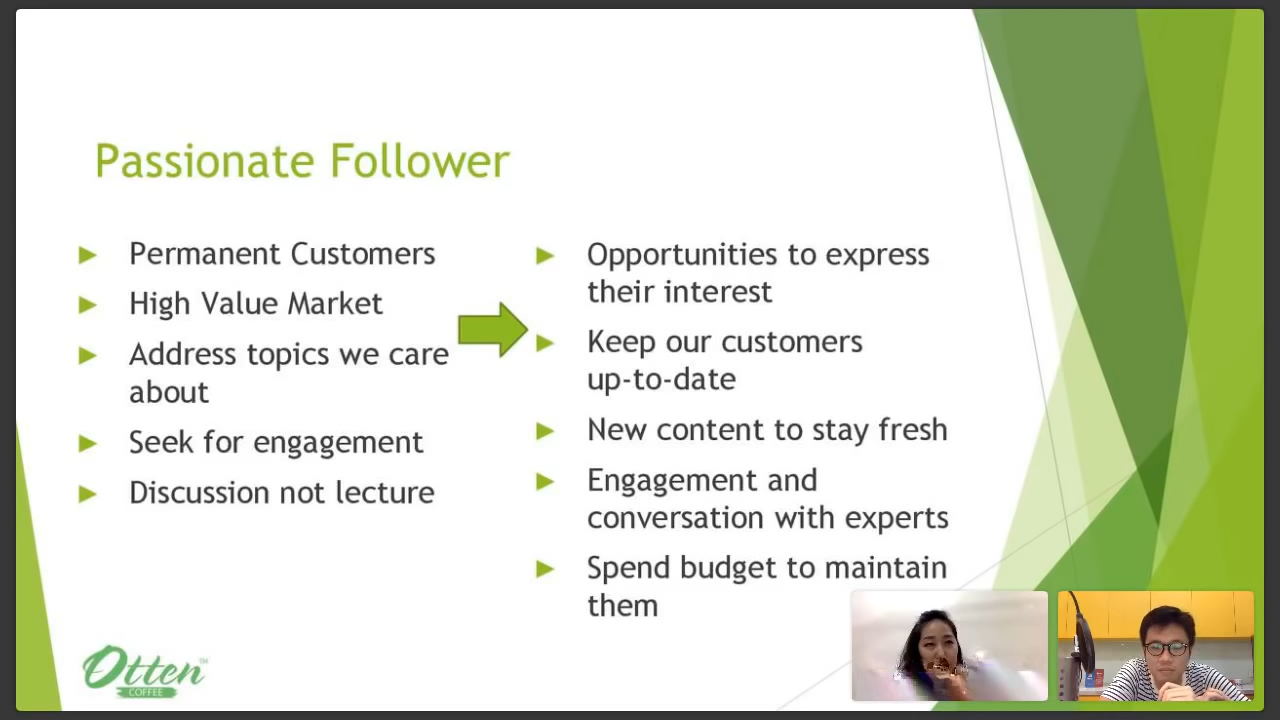 Passionate Follower
Permanent Customers
High Value Market
Address topics we care
about
Seek for engagement
Discussion not lecture
Opportunities to express
their interest
Keep our customers
up-to-date
New content to stay fresh
Engagement and
conversation with experts
Spend budget to maintain
them
Otten™
COFFEE